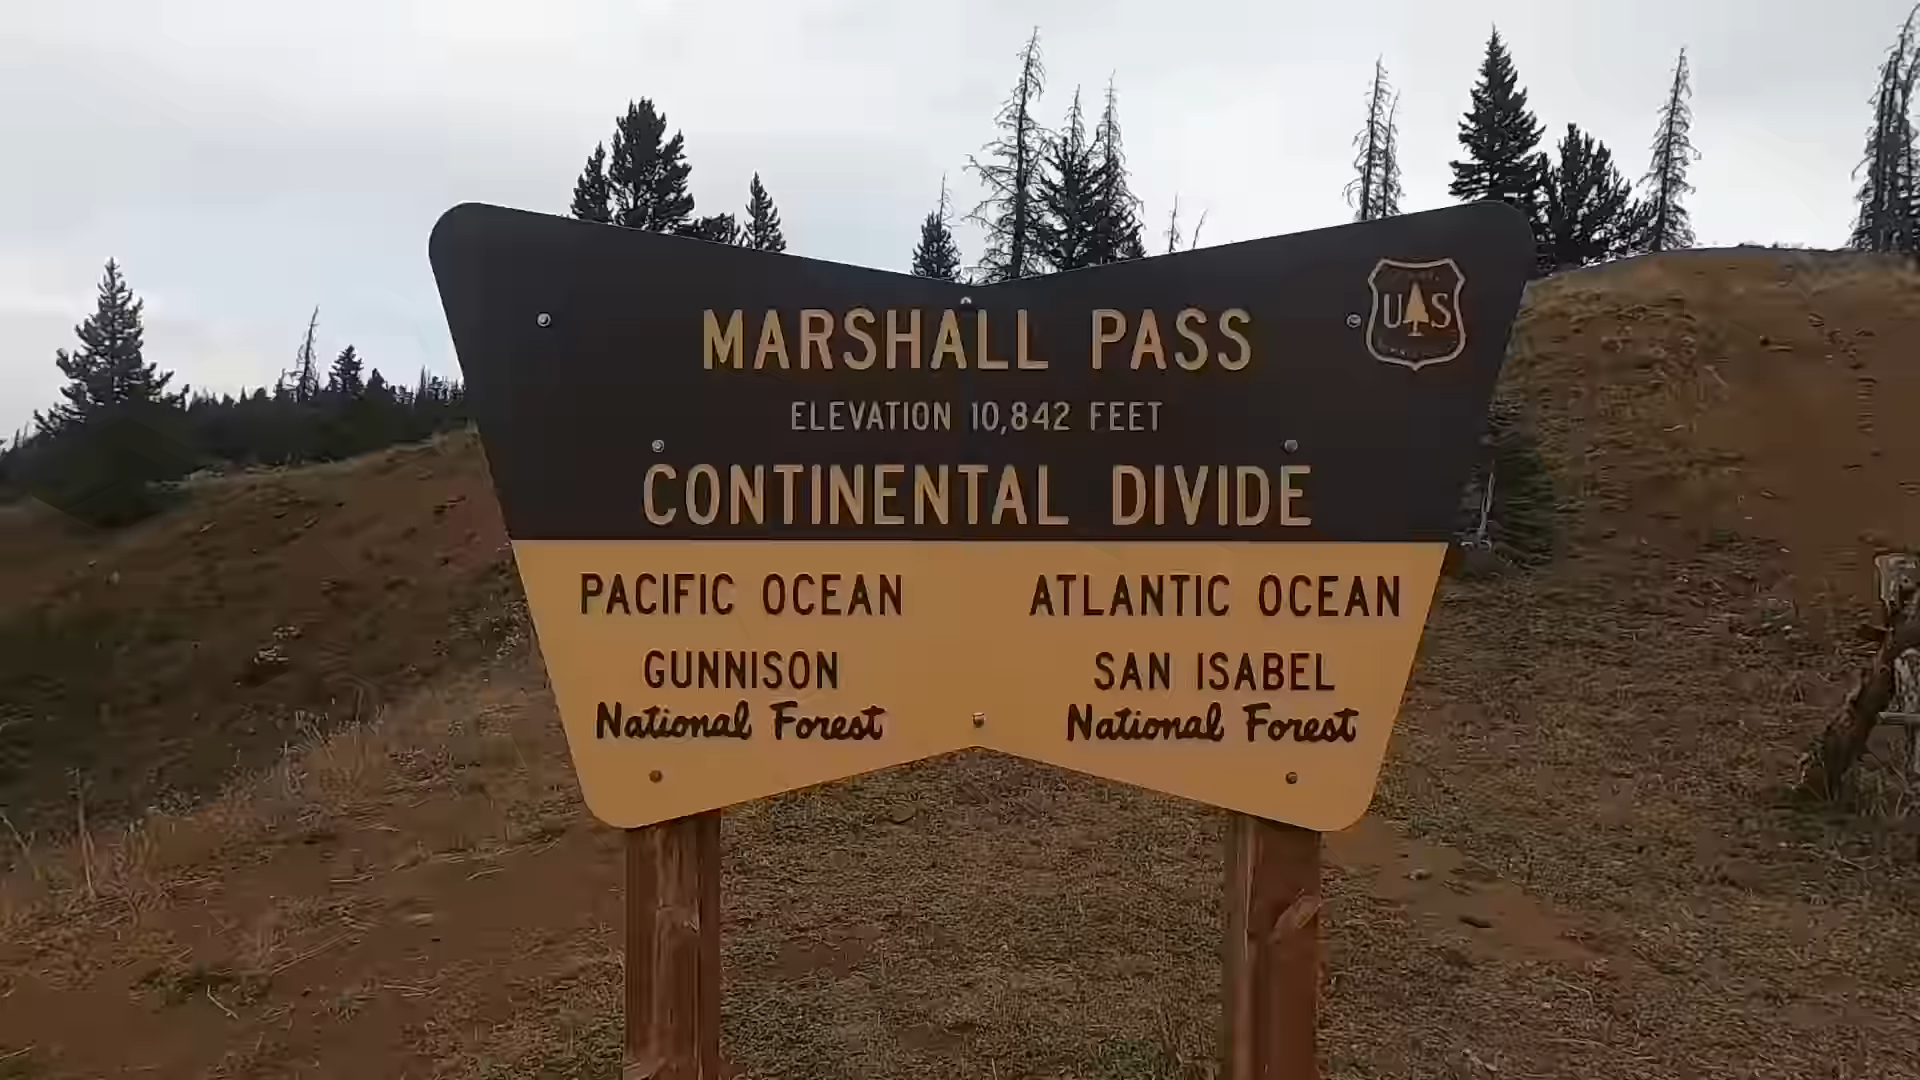 MARSHALL PASS
US
ELEVATION 10,842 FEET
CONTINENTAL DIVIDE
PACIFIC OCEAN ATLANTIC OCEAN
GUNNISON SAN ISABEL
National Forest National Forest